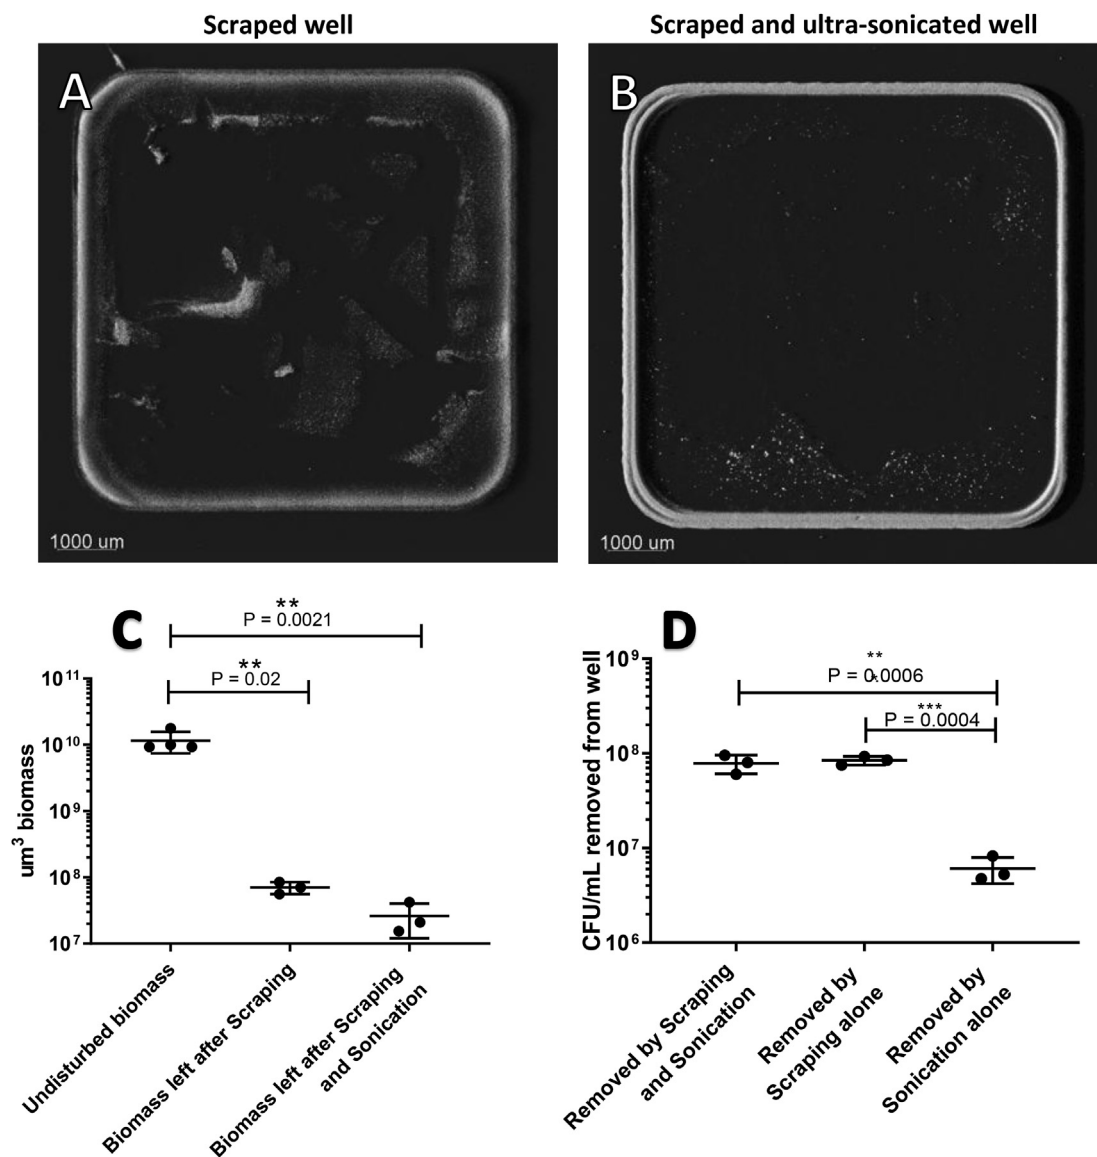 Scraped well
Scraped and ultra-sonicated well
A
B
1000 um
1000 um
C
**
P = 0.0021
**
P = 0.02
10¹¹
10¹⁰
10⁹
10⁸
10⁷
um³ biomass
Undisturbed biomass
Biomass left after Scraping
Biomass left after Scraping
and Sonication
D
**
*
P = 0.0006
***
P = 0.0004
10⁹
10⁸
10⁷
10⁶
CFU/mL removed from well
Removed by Scraping
and Sonication
Removed by
Scraping alone
Removed by
Sonication alone